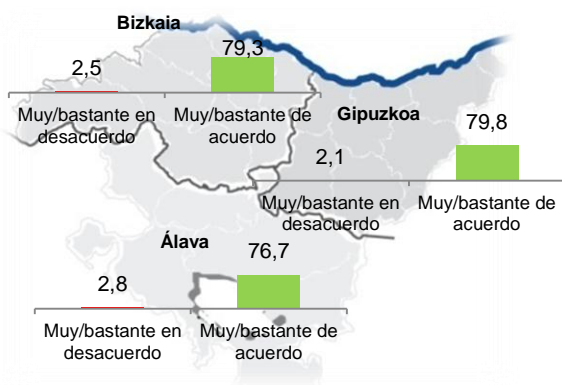 Bizkaia
79,3
2,5
Muy/bastante en
desacuerdo
Muy/bastante de
acuerdo
Gipuzkoa
79,8
2,1
Muy/bastante en
desacuerdo
Muy/bastante de
acuerdo
Álava
76,7
2,8
Muy/bastante en
desacuerdo
Muy/bastante de
acuerdo